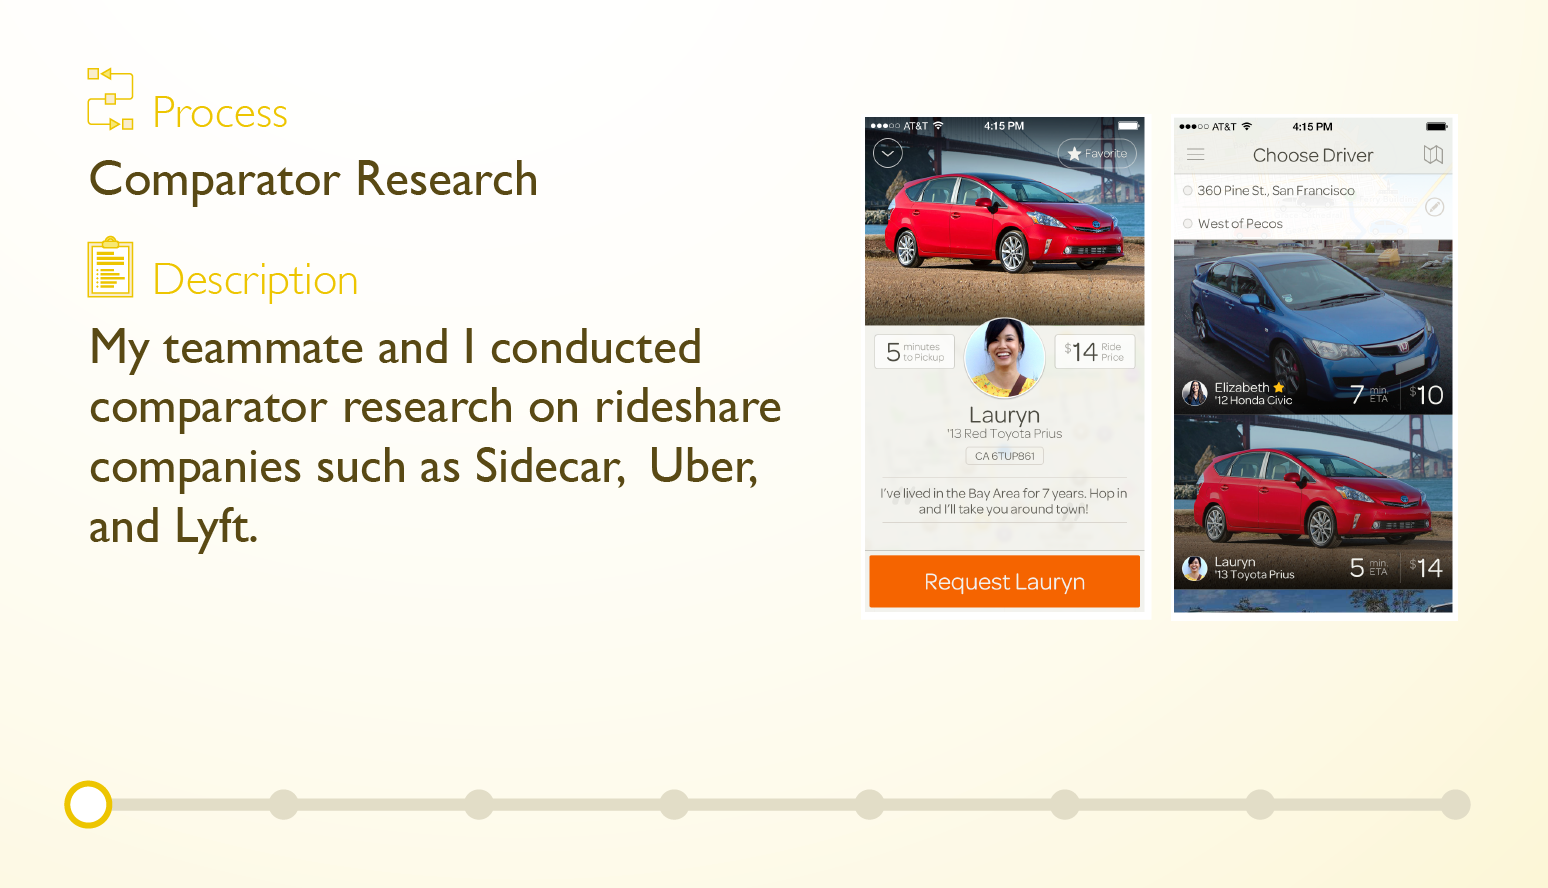 Process
Comparator Research
Description
My teammate and I conducted
comparator research on rideshare
companies such as Sidecar, Uber,
and Lyft.
AT&T 4:15 PM
Favorite
5 minutes to Pickup
$14 Ride Price
Lauryn
'13 Red Toyota Prius
CA 6TUP861
I've lived in the Bay Area for 7 years. Hop in
and I'll take you around town!
Request Lauryn
AT&T 4:15 PM
Choose Driver
360 Pine St., San Francisco
West of Pecos
Elizabeth
'12 Honda Civic
7 min. ETA $10
Lauryn
'13 Toyota Prius
5 min. ETA $14